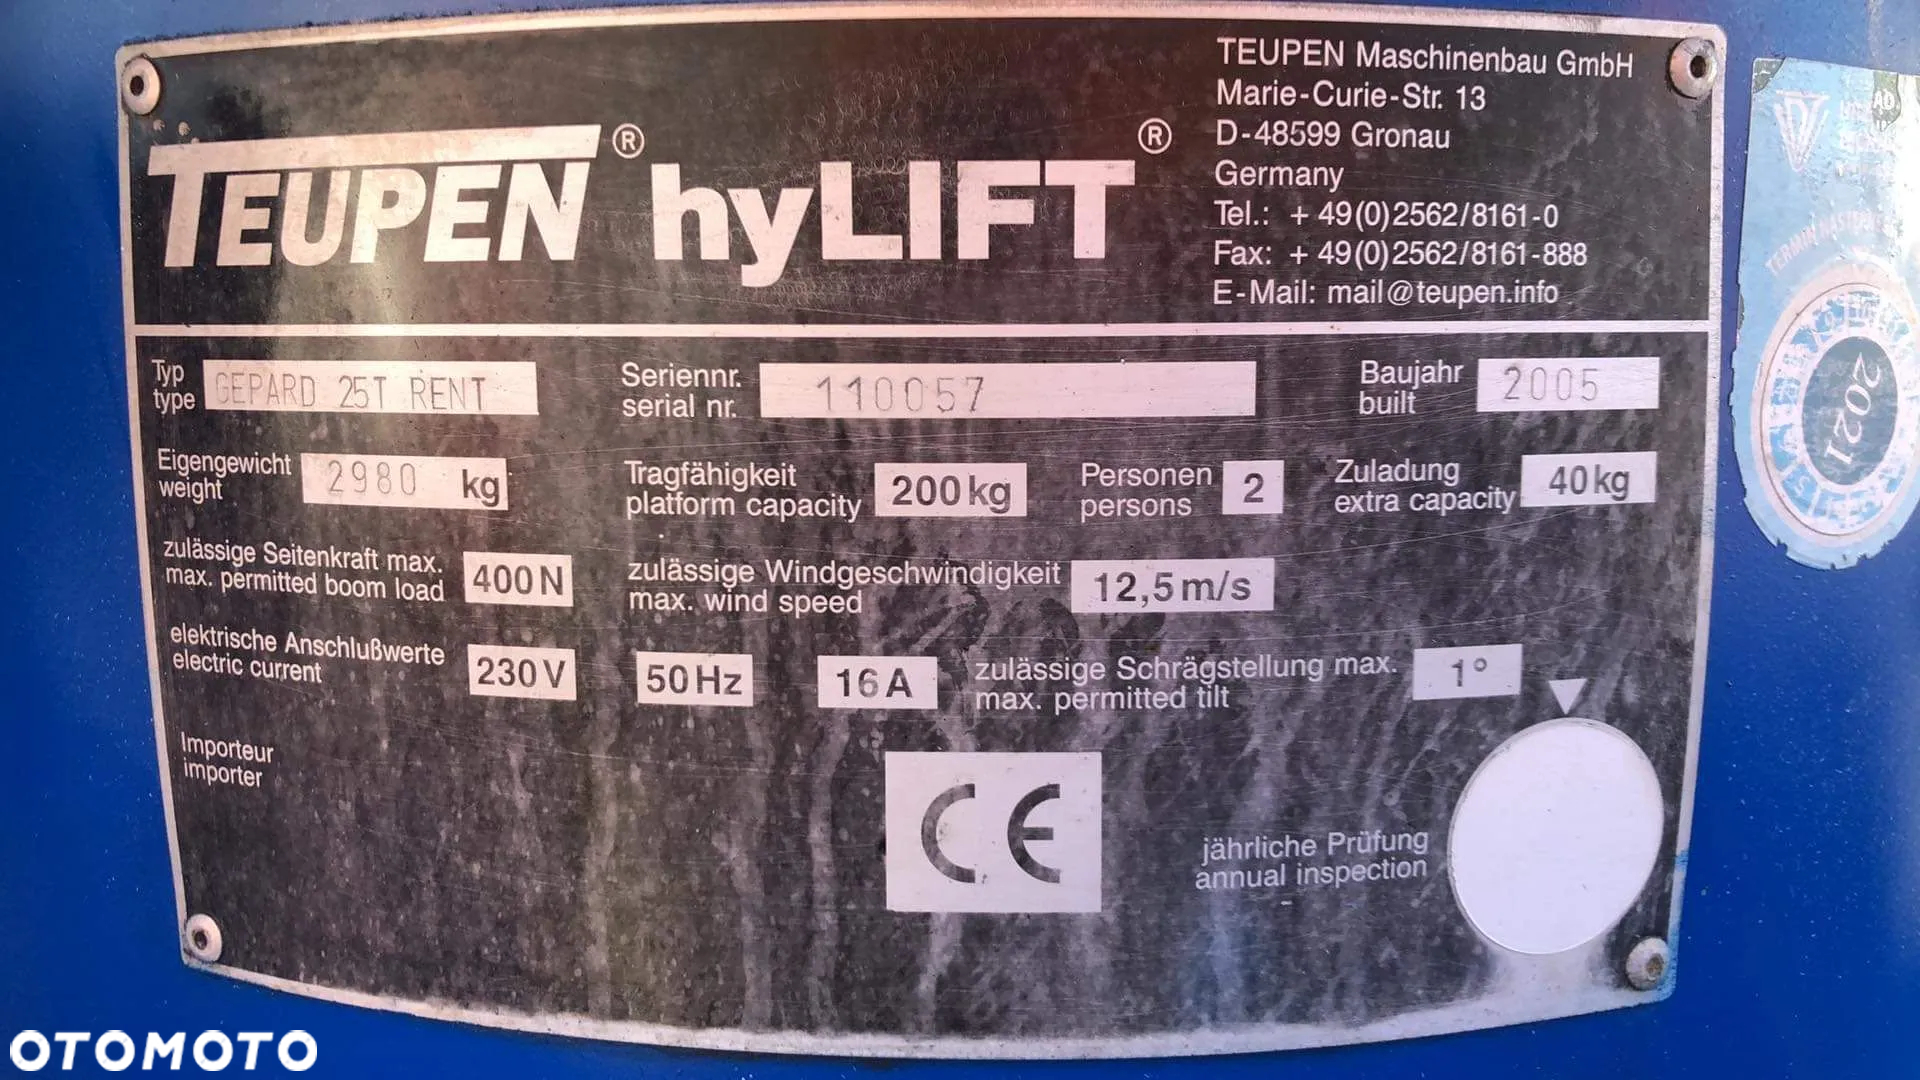 TEUPEN® hyLIFT®
TEUPEN Maschinenbau GmbH
Marie-Curie-Str. 13
D-48599 Gronau
Germany
Tel.: +49(0)2562/8161-0
Fax: +49(0)2562/8161-888
E-Mail: mail@teupen.info
Typ
type
GEPARD 25T RENT
Seriennr.
serial nr.
110057
Baujahr
built
2005
Eigengewicht
weight
2980 kg
Tragfähigkeit
platform capacity
200kg
Personen
persons
2
Zuladung
extra capacity
40kg
zulässige Seitenkraft max.
max. permitted boom load
400N
zulässige Windgeschwindigkeit
max. wind speed
12,5m/s
elektrische Anschlußwerte
electric current
230V
50Hz
16A
zulässige Schrägstellung max.
max. permitted tilt
1°
Importeur
importer
CE
jährliche Prüfung
annual inspection
2021
OTOMOTO